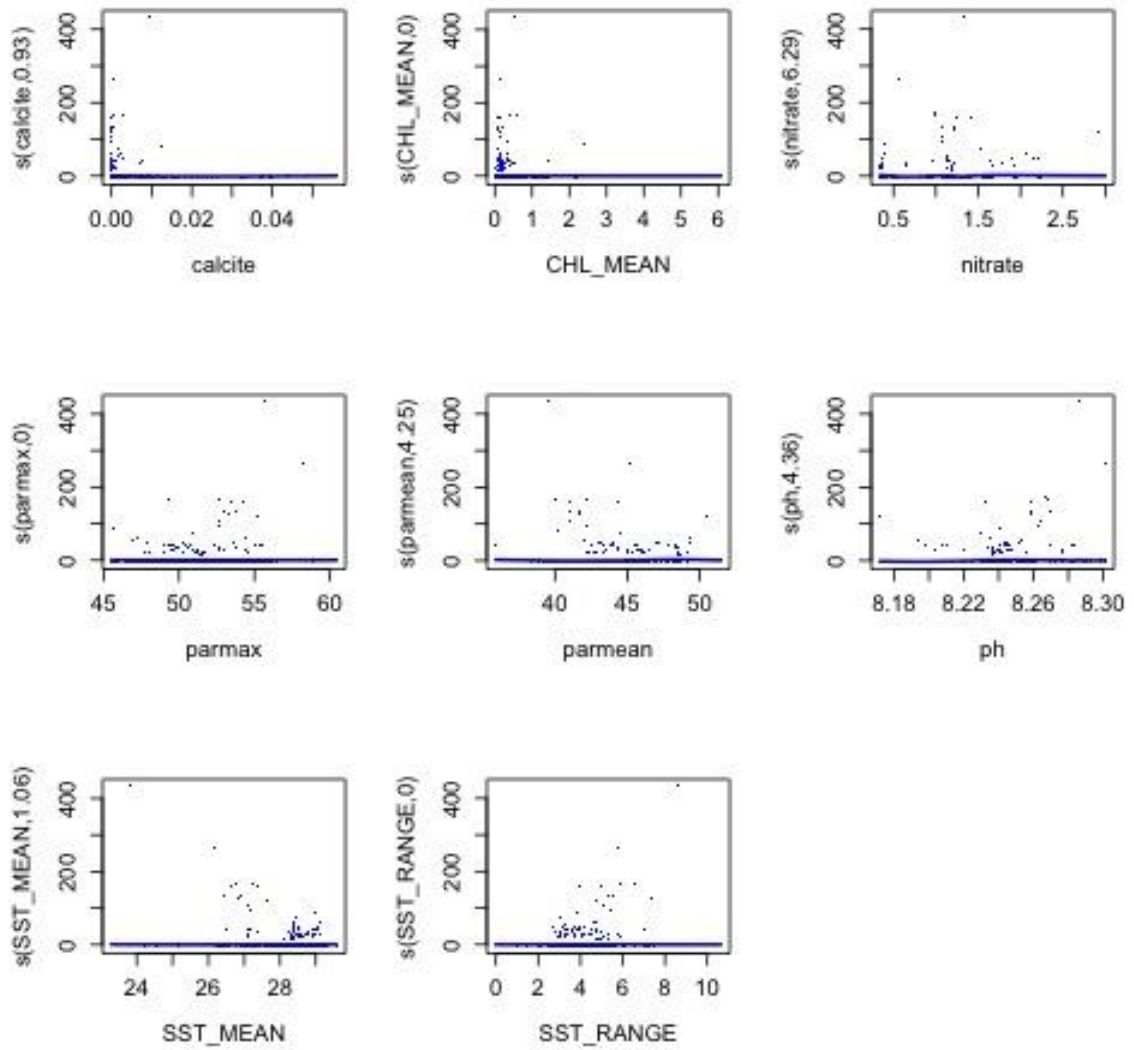 s(calcite,0.93)
400
200
0
0.00 0.02 0.04
calcite
s(CHL_MEAN,0)
400
200
0
0 1 2 3 4 5 6
CHL_MEAN
s(nitrate,6.29)
400
200
0
0.5 1.5 2.5
nitrate
s(parmax,0)
400
200
0
45 50 55 60
parmax
s(parmean,4.25)
400
200
0
40 45 50
parmean
s(ph,4.36)
400
200
0
8.18 8.22 8.26 8.30
ph
s(SST_MEAN,1.06)
400
200
0
24 26 28
SST_MEAN
s(SST_RANGE,0)
400
200
0
0 2 4 6 8 10
SST_RANGE